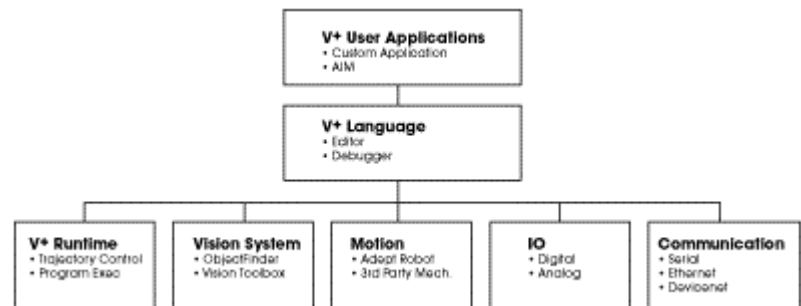 V+ User Applications
• Custom Application
• AIM
V+ Language
• Editor
• Debugger
V+ Runtime
• Trajectory Control
• Program Exec
Vision System
• ObjectFinder
• Vision Toolbox
Motion
• Adept Robot
• 3rd Party Mech.
IO
• Digital
• Analog
Communication
• Serial
• Ethernet
• Devicenet